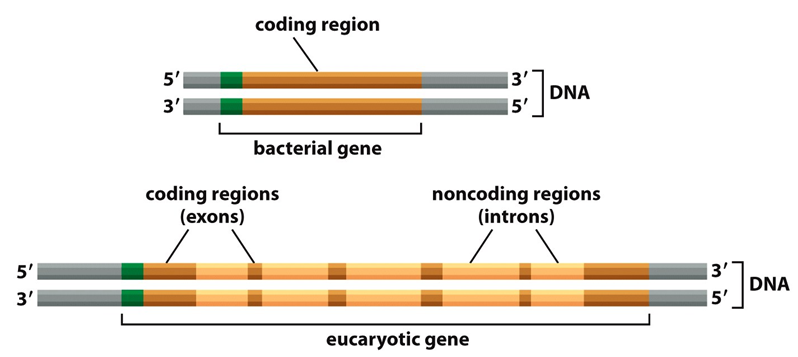 coding region
5′ 3′
3′ 5′
DNA
bacterial gene
coding regions
(exons)
noncoding regions
(introns)
5′ 3′
3′ 5′
DNA
eucaryotic gene